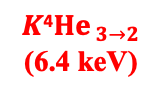 K⁴He ₃→₂
(6.4 keV)